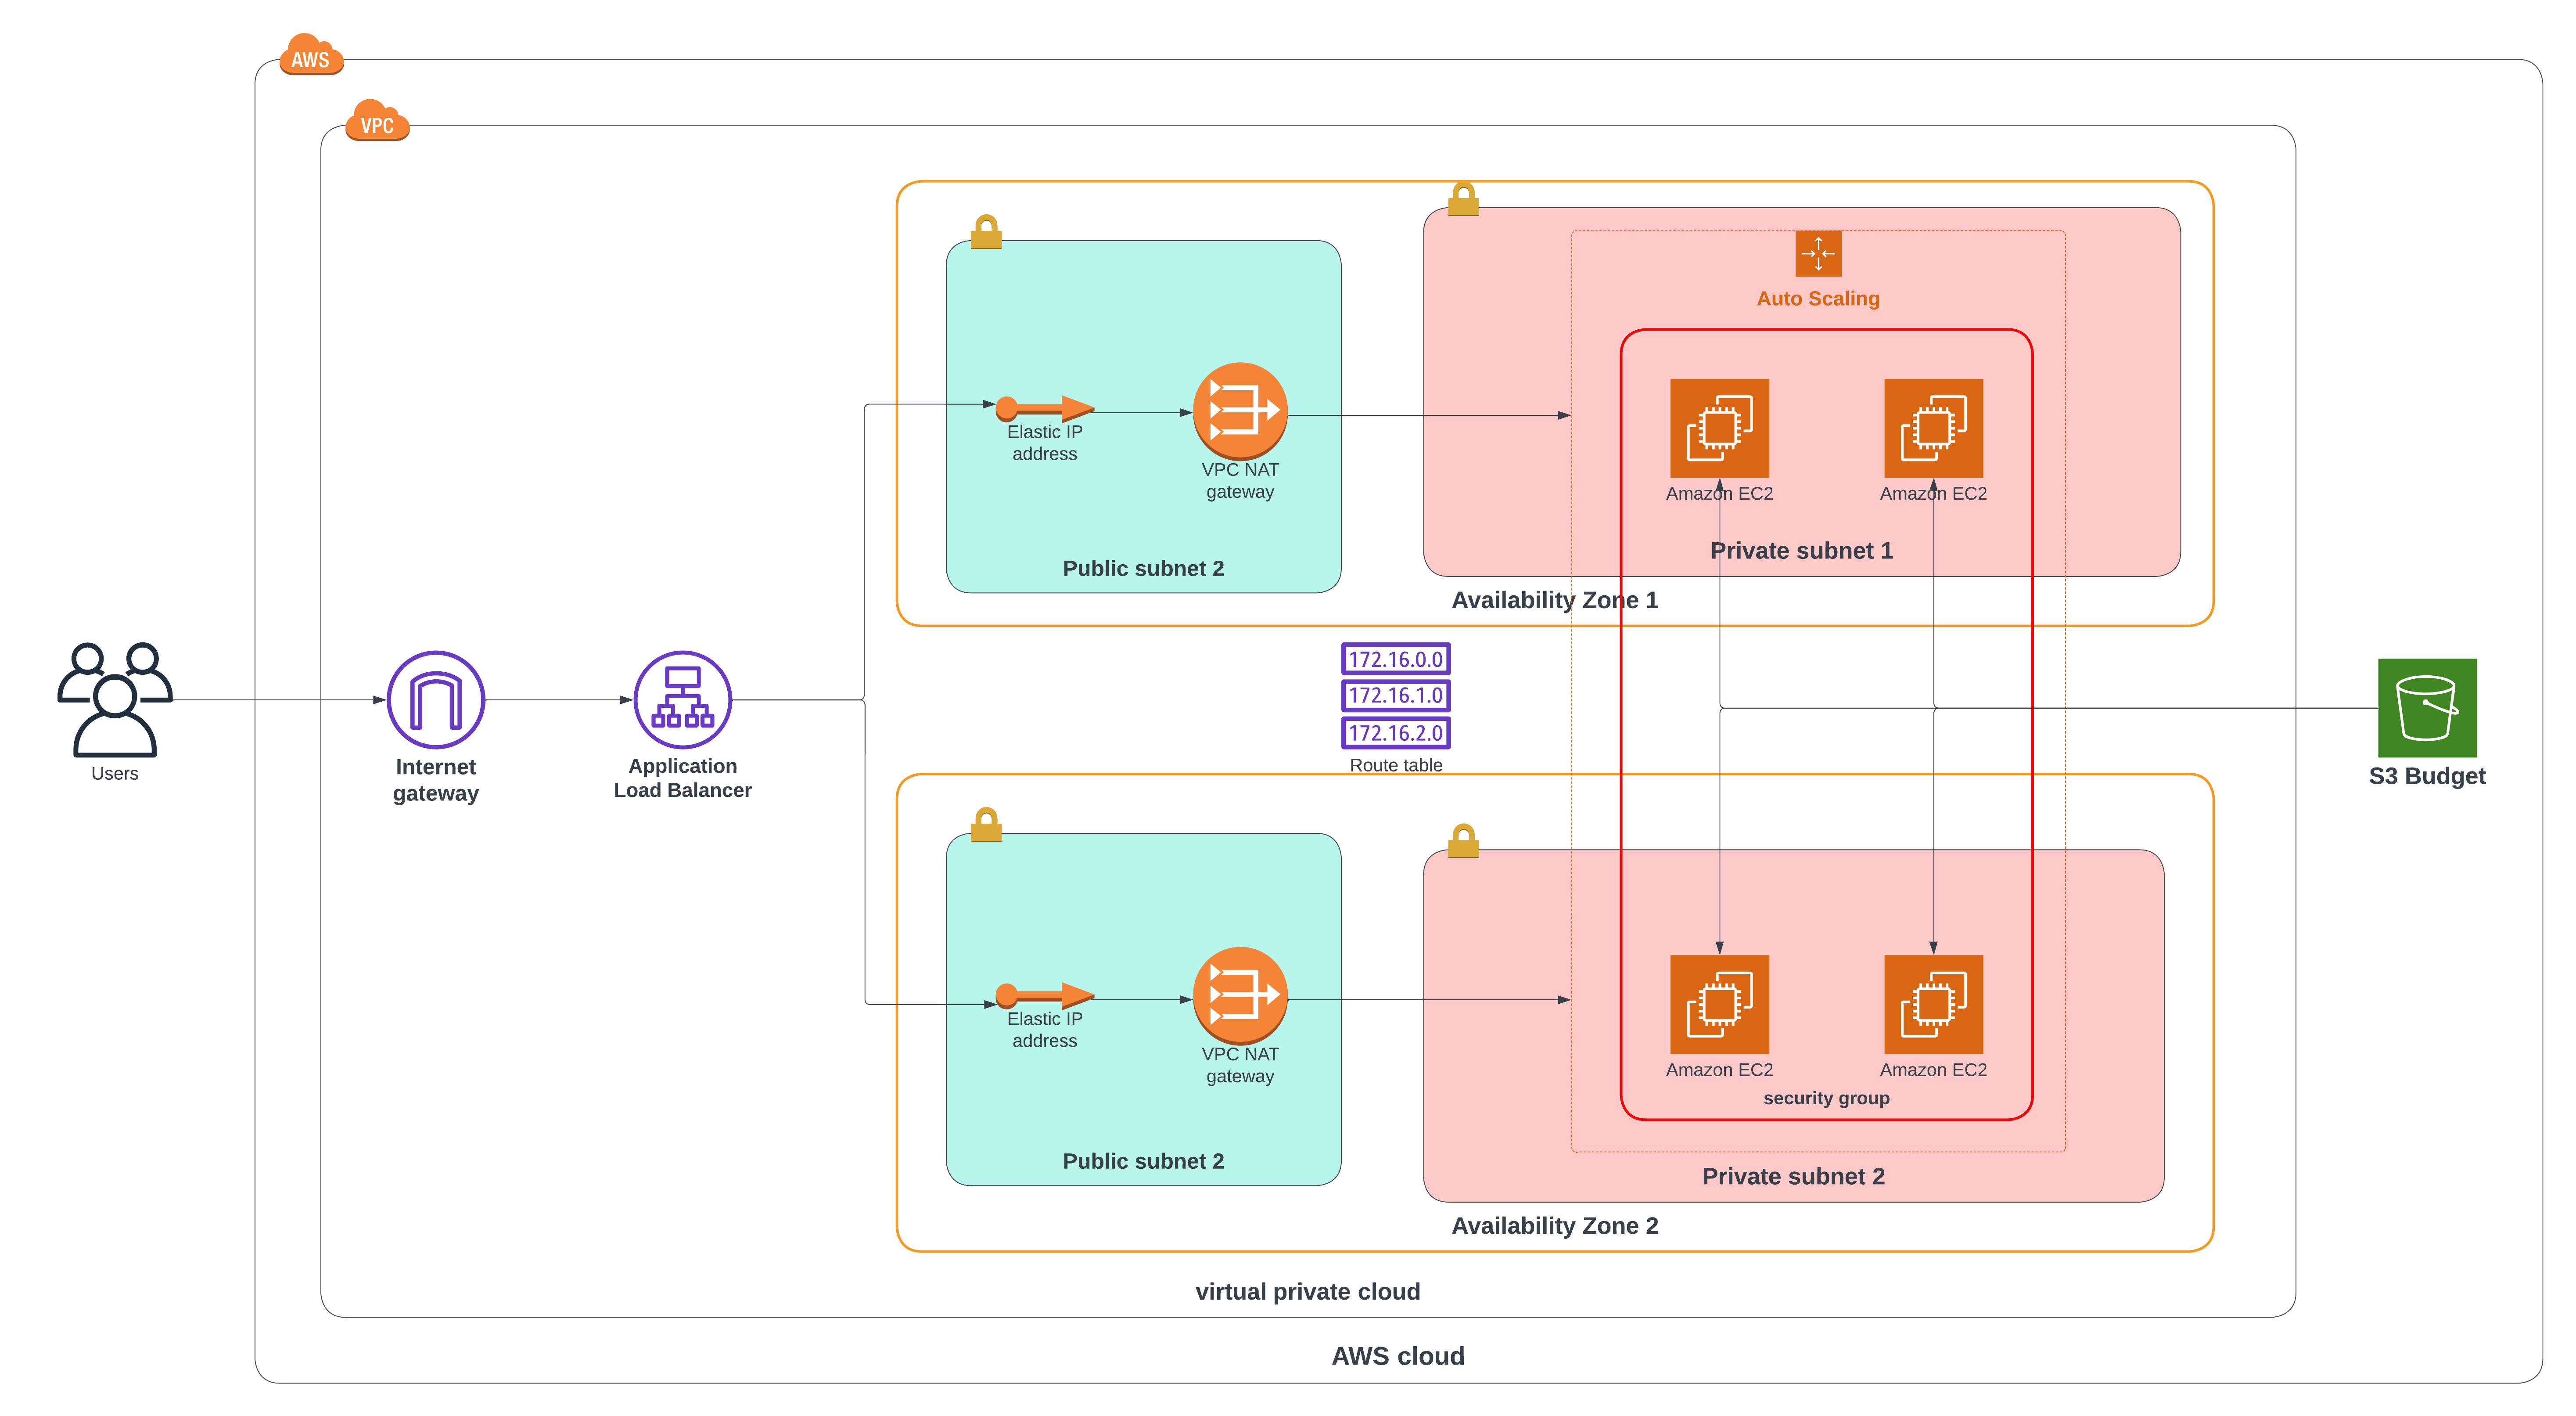 AWS
VPC
Auto Scaling
Elastic IP
address
VPC NAT
gateway
Amazon EC2
Amazon EC2
Private subnet 1
Public subnet 2
Availability Zone 1
172.16.0.0
172.16.1.0
172.16.2.0
Route table
Users
Internet
gateway
Application
Load Balancer
S3 Budget
Elastic IP
address
VPC NAT
gateway
Amazon EC2
Amazon EC2
security group
Public subnet 2
Private subnet 2
Availability Zone 2
virtual private cloud
AWS cloud